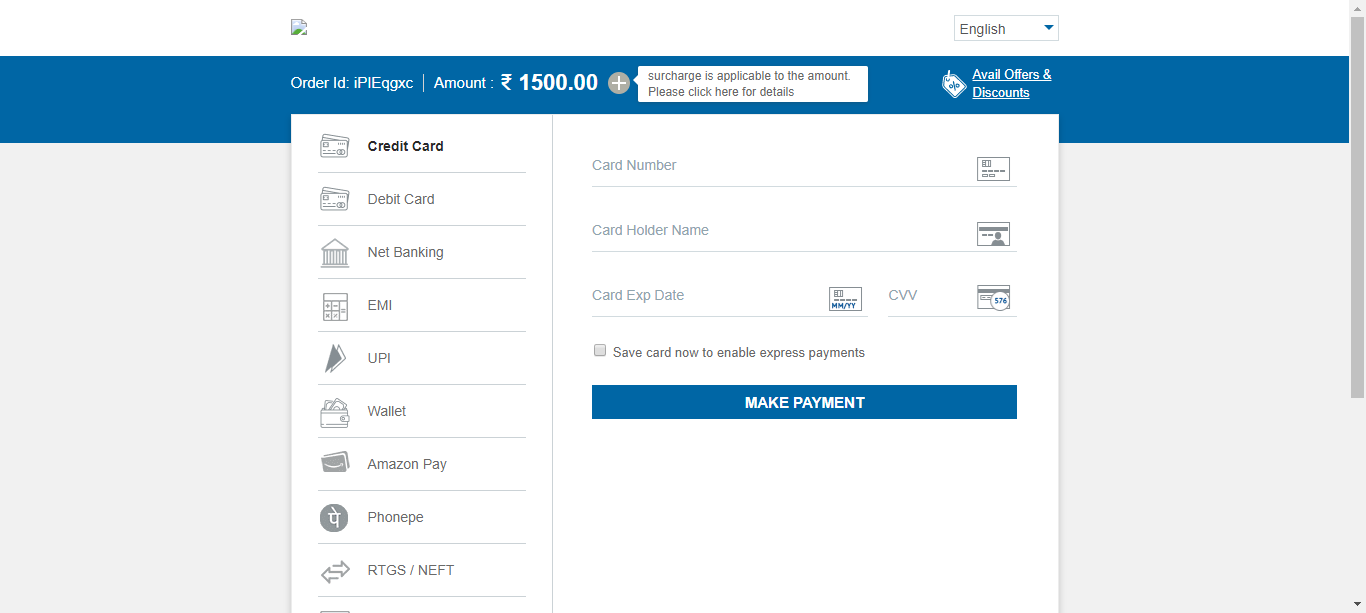 English
Order Id: iPIEqgxc
Amount : ₹ 1500.00
surcharge is applicable to the amount.
Please click here for details
Avail Offers &
Discounts
Credit Card
Debit Card
Net Banking
EMI
UPI
Wallet
Amazon Pay
Phonepe
RTGS / NEFT
Card Number
Card Holder Name
Card Exp Date
MM/YY
CVV
576
Save card now to enable express payments
MAKE PAYMENT